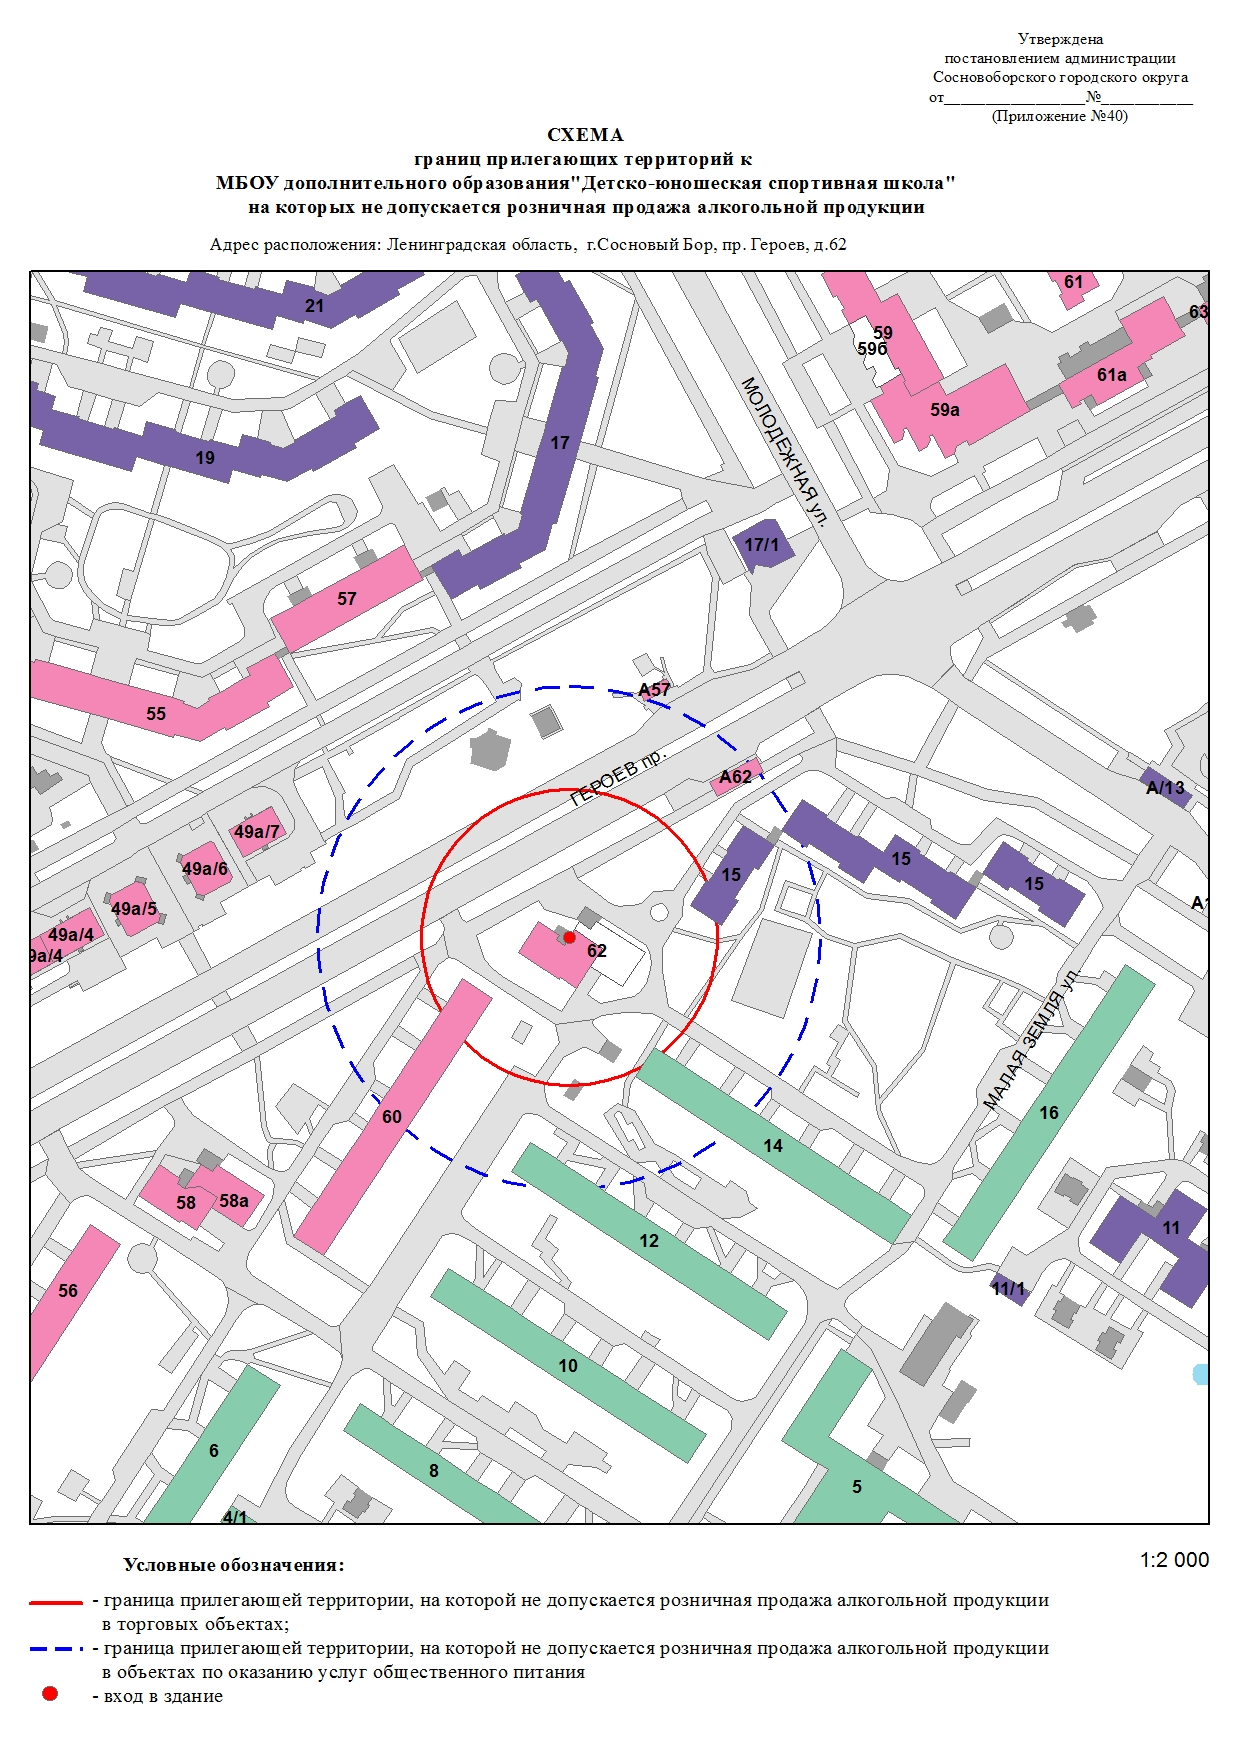 Утверждена
постановлением администрации
Сосновоборского городского округа
от_________________№___________
(Приложение №40)
СХЕМА
границ прилегающих территорий к
МБОУ дополнительного образования"Детско-юношеская спортивная школа"
на которых не допускается розничная продажа алкогольной продукции
Адрес расположения: Ленинградская область, г.Сосновый Бор, пр. Героев, д.62
61
21
63
59
59б
61а
59а
МОЛОДЕЖНАЯ ул.
17
19
17/1
57
А57
55
ГЕРОЕВ пр.
А62
А/13
49а/7
15
49а/6
15
15
49а/5
49а/4
62
МАЛАЯ ЗЕМЛЯ ул.
60
16
14
58
58а
11
12
56
11/1
10
6
8
5
4/1
1:2 000
Условные обозначения:
- граница прилегающей территории, на которой не допускается розничная продажа алкогольной продукции
в торговых объектах;
- граница прилегающей территории, на которой не допускается розничная продажа алкогольной продукции
в объектах по оказанию услуг общественного питания
- вход в здание